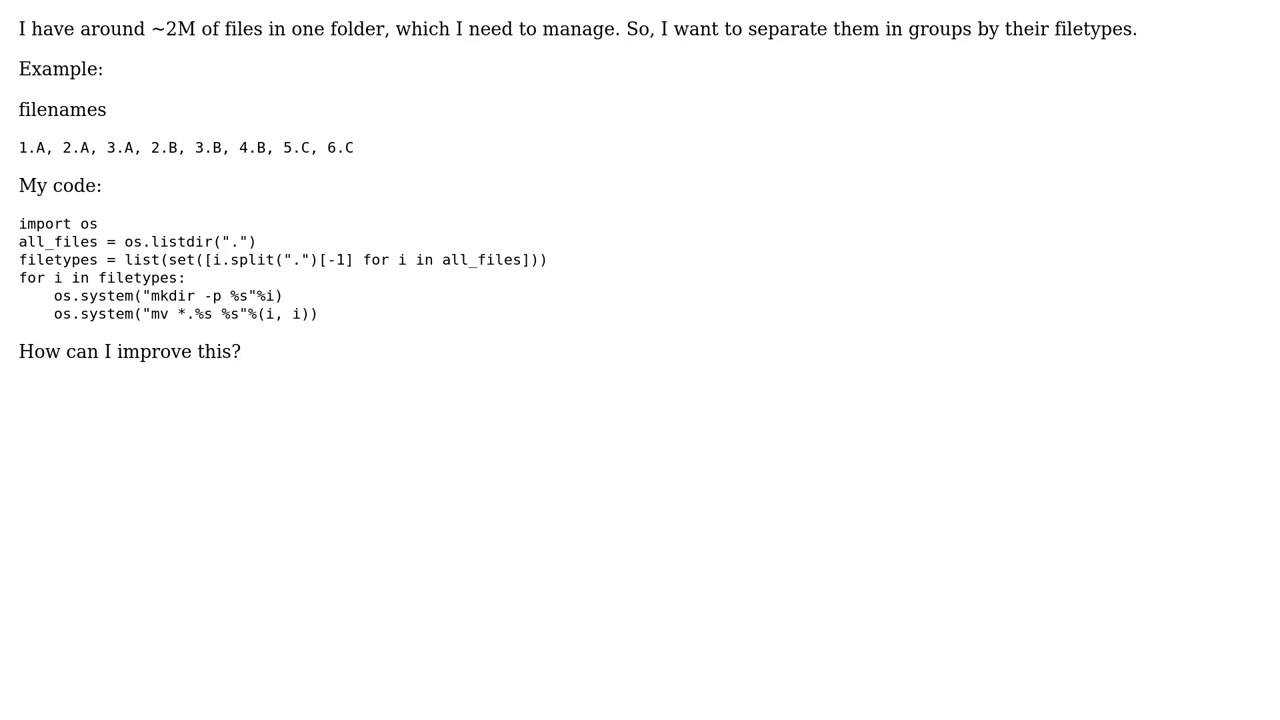 I have around ~2M of files in one folder, which I need to manage. So, I want to separate them in groups by their filetypes.
Example:
filenames
1.A, 2.A, 3.A, 2.B, 3.B, 4.B, 5.C, 6.C
My code:
import os
all_files = os.listdir(".")
filetypes = list(set([i.split(".")[-1] for i in all_files]))
for i in filetypes:
    os.system("mkdir -p %s"%i)
    os.system("mv *.%s %s"%(i, i))
How can I improve this?